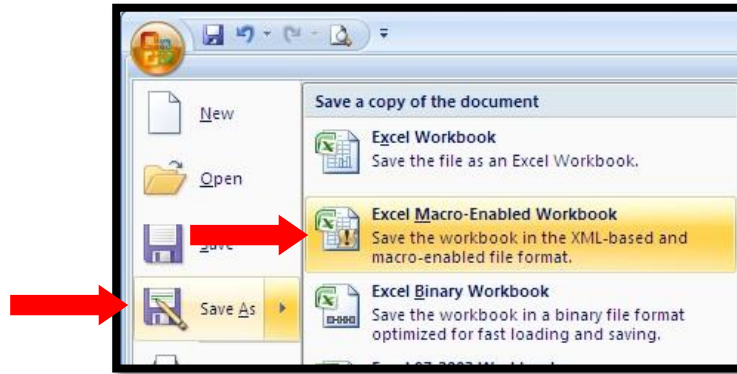 New
Open
Save
Save As
Save a copy of the document
Excel Workbook
Save the file as an Excel Workbook.
Excel Macro-Enabled Workbook
Save the workbook in the XML-based and
macro-enabled file format.
Excel Binary Workbook
Save the workbook in a binary file format
optimized for fast loading and saving.